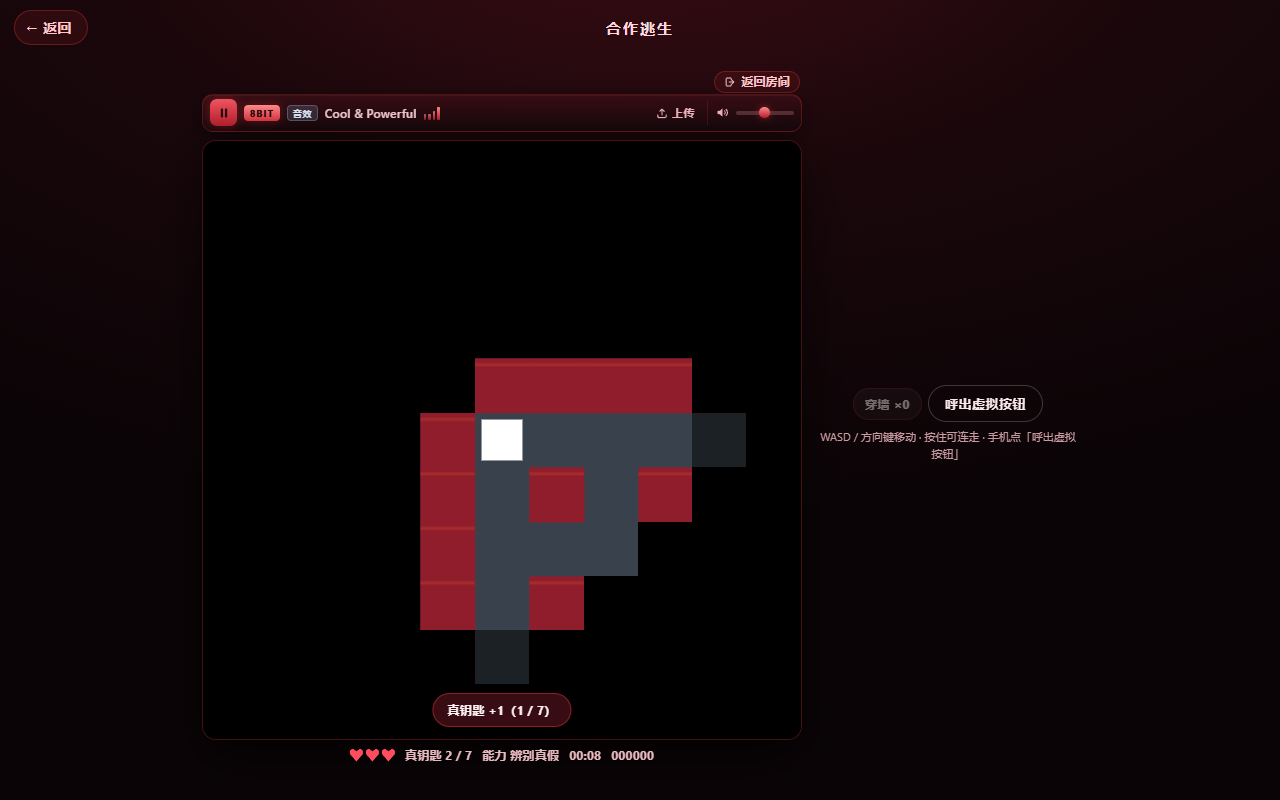 ← 返回
合作逃生
返回房间
8BIT 音效 Cool & Powerful 上传
穿墙 ×0 呼出虚拟按钮
WASD / 方向键移动 · 按住可连走 · 手机点「呼出虚拟
按钮」
真钥匙 +1（1 / 7）
真钥匙 2 / 7 能力 辨别真假 00:08 000000